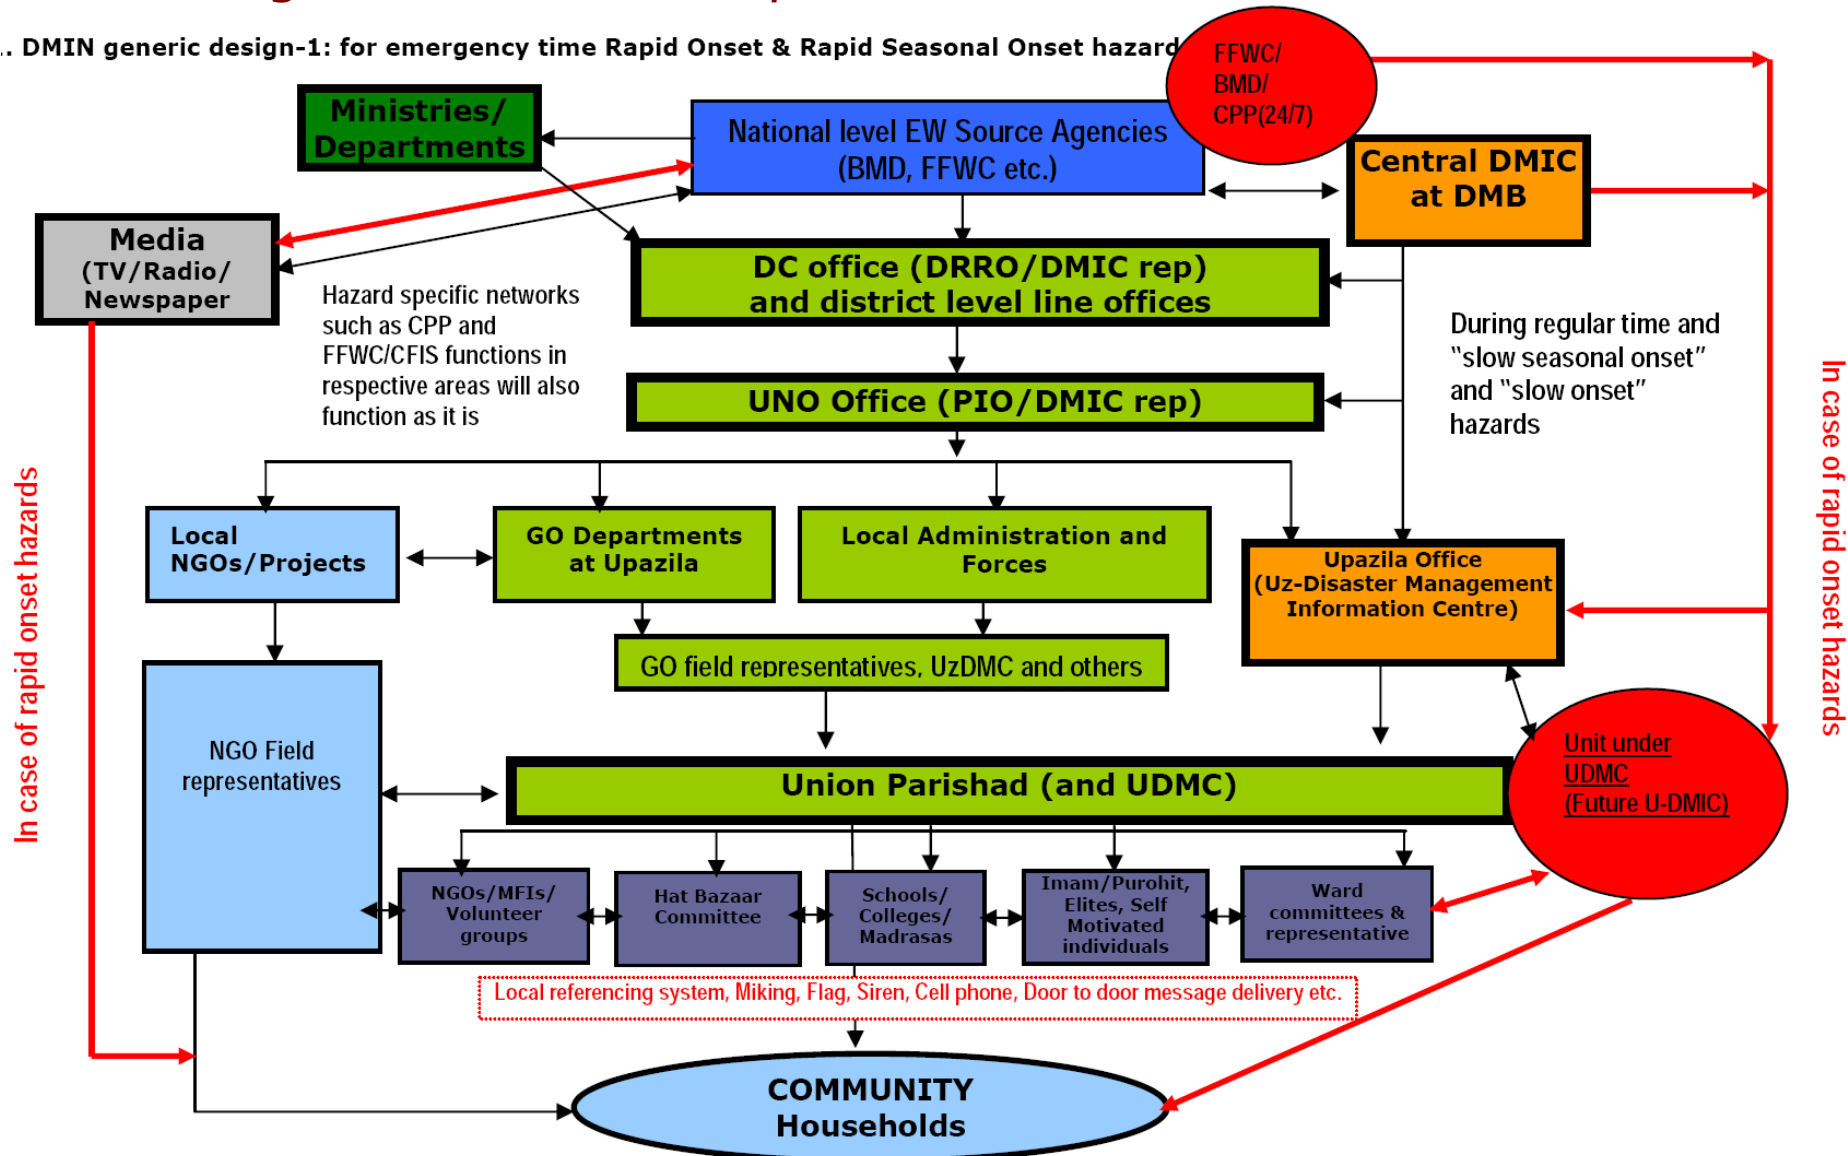 .. DMIN generic design-1: for emergency time Rapid Onset & Rapid Seasonal Onset hazard
FFWC/
BMD/
CPP(24/7)
Ministries/
Departments
National level EW Source Agencies
(BMD, FFWC etc.)
Central DMIC
at DMB
Media
(TV/Radio/
Newspaper
DC office (DRRO/DMIC rep)
and district level line offices
Hazard specific networks
such as CPP and
FFWC/CFIS functions in
respective areas will also
function as it is
During regular time and
“slow seasonal onset”
and “slow onset”
hazards
UNO Office (PIO/DMIC rep)
In case of rapid onset hazards
In case of rapid onset hazards
Local
NGOs/Projects
GO Departments
at Upazila
Local Administration and
Forces
Upazila Office
(Uz-Disaster Management
Information Centre)
GO field representatives, UzDMC and others
NGO Field
representatives
Union Parishad (and UDMC)
Unit under
UDMC
(Future U-DMIC)
NGOs/MFIs/
Volunteer
groups
Hat Bazaar
Committee
Schools/
Colleges/
Madrasas
Imam/Purohit,
Elites, Self
Motivated
individuals
Ward
committees &
representative
Local referencing system, Miking, Flag, Siren, Cell phone, Door to door message delivery etc.
COMMUNITY
Households